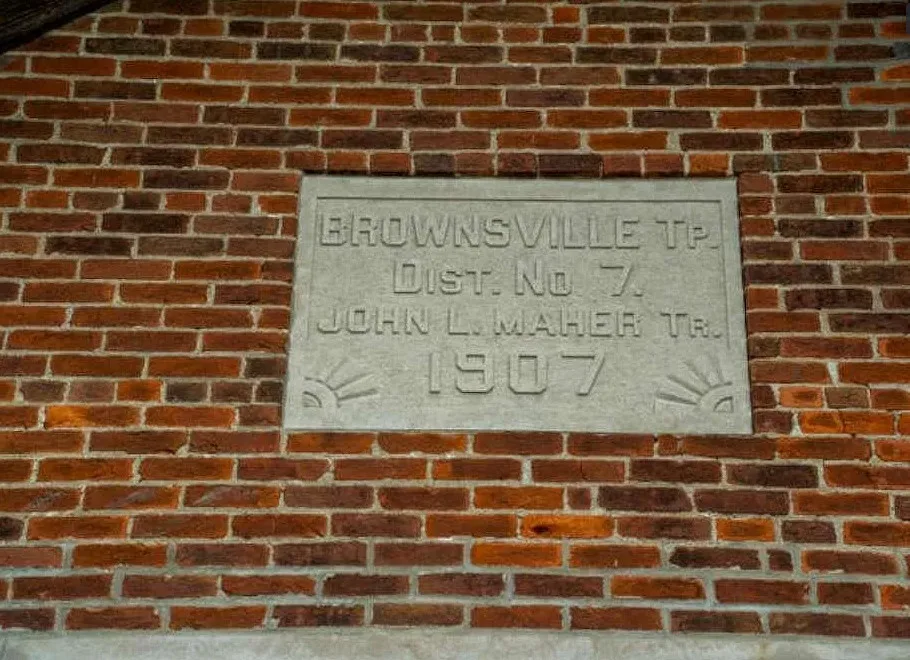 BROWNSVILLE TP.
DIST. NO 7.
JOHN L. MAHER TR.
1907